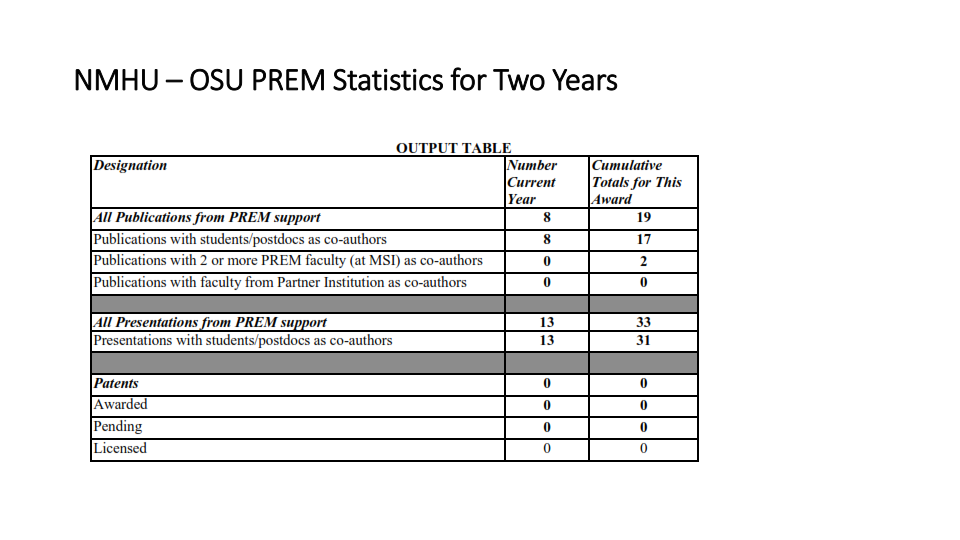 NMHU – OSU PREM Statistics for Two Years
OUTPUT TABLE
Designation Number Current Year Cumulative Totals for This Award
All Publications from PREM support 8 19
Publications with students/postdocs as co-authors 8 17
Publications with 2 or more PREM faculty (at MSI) as co-authors 0 2
Publications with faculty from Partner Institution as co-authors 0 0
All Presentations from PREM support 13 33
Presentations with students/postdocs as co-authors 13 31
Patents 0 0
Awarded 0 0
Pending 0 0
Licensed 0 0